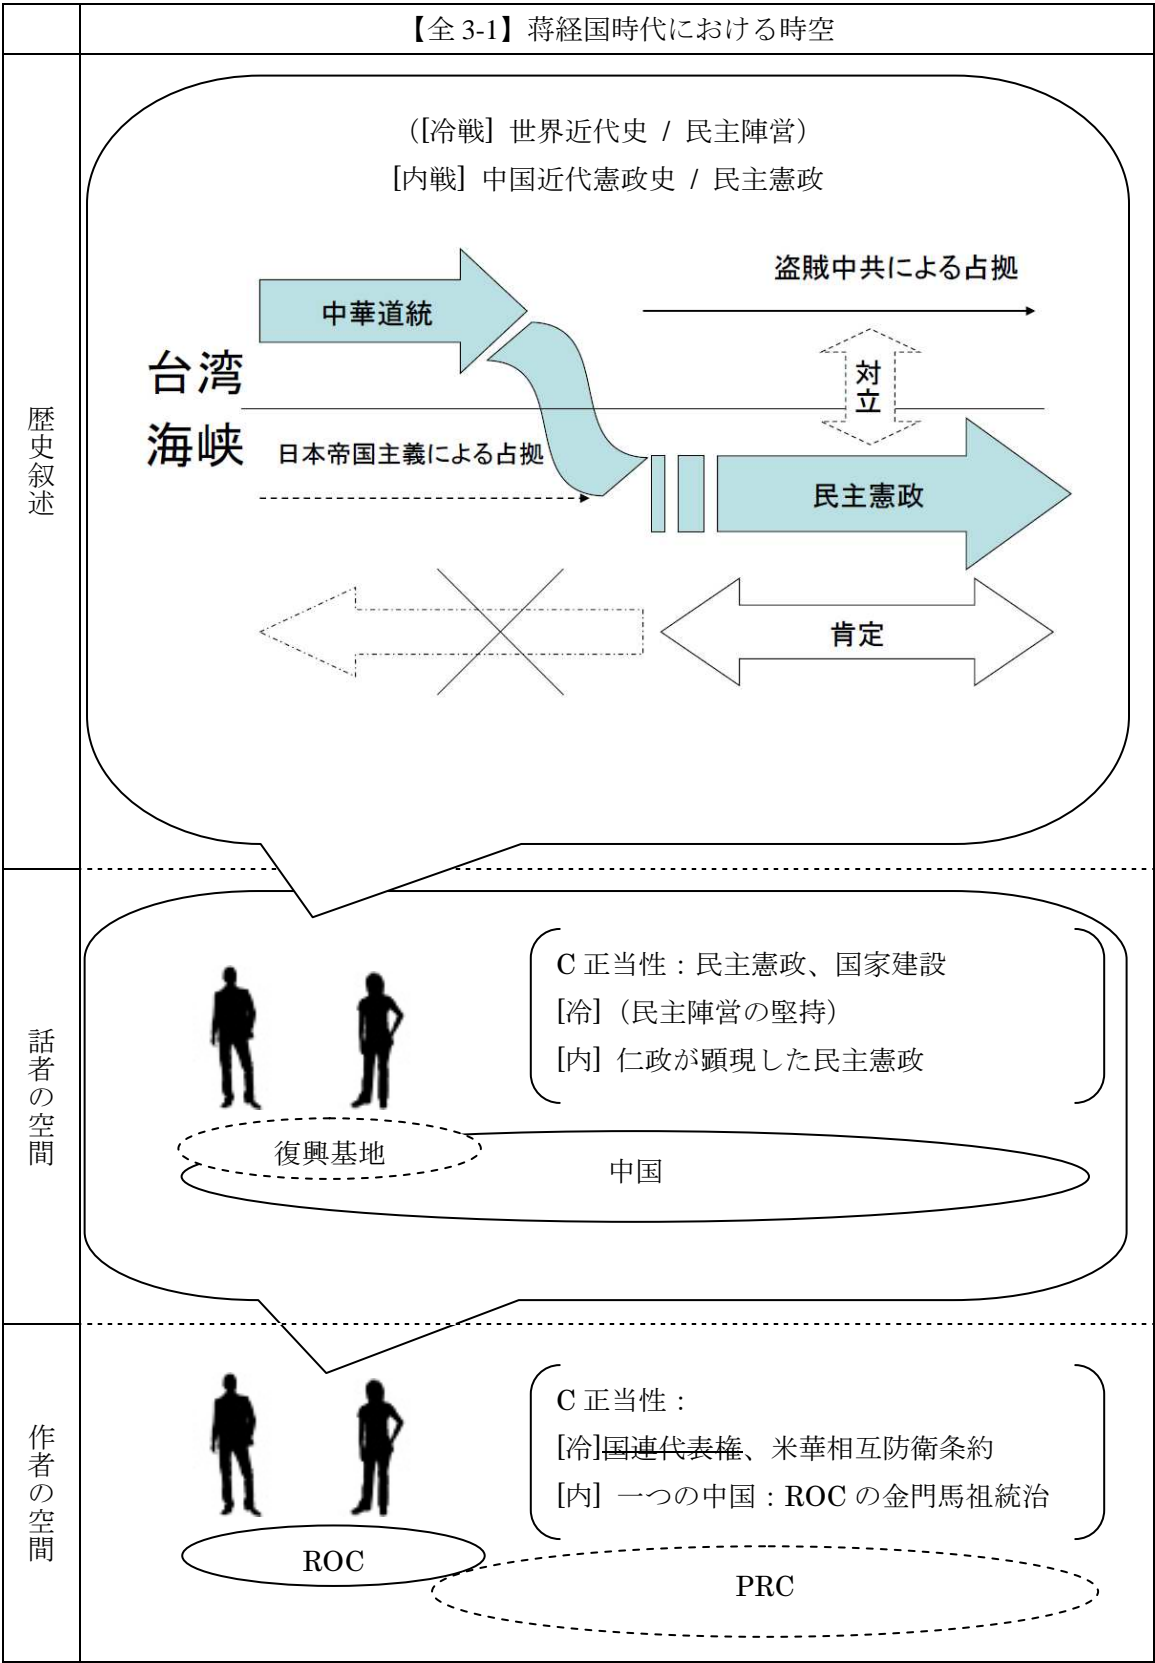 【全 3-1】蒋経国時代における時空
歴史叙述
（[冷戦] 世界近代史 / 民主陣営）
[内戦] 中国近代憲政史 / 民主憲政
盗賊中共による占拠
中華道統
対立
台湾
海峡
日本帝国主義による占拠
民主憲政
肯定
話者の空間
C 正当性：民主憲政、国家建設
[冷]（民主陣営の堅持）
[内] 仁政が顕現した民主憲政
復興基地
中国
作者の空間
C 正当性：
[冷]国連代表権、米華相互防衛条約
[内] 一つの中国：ROC の金門馬祖統治
ROC
PRC